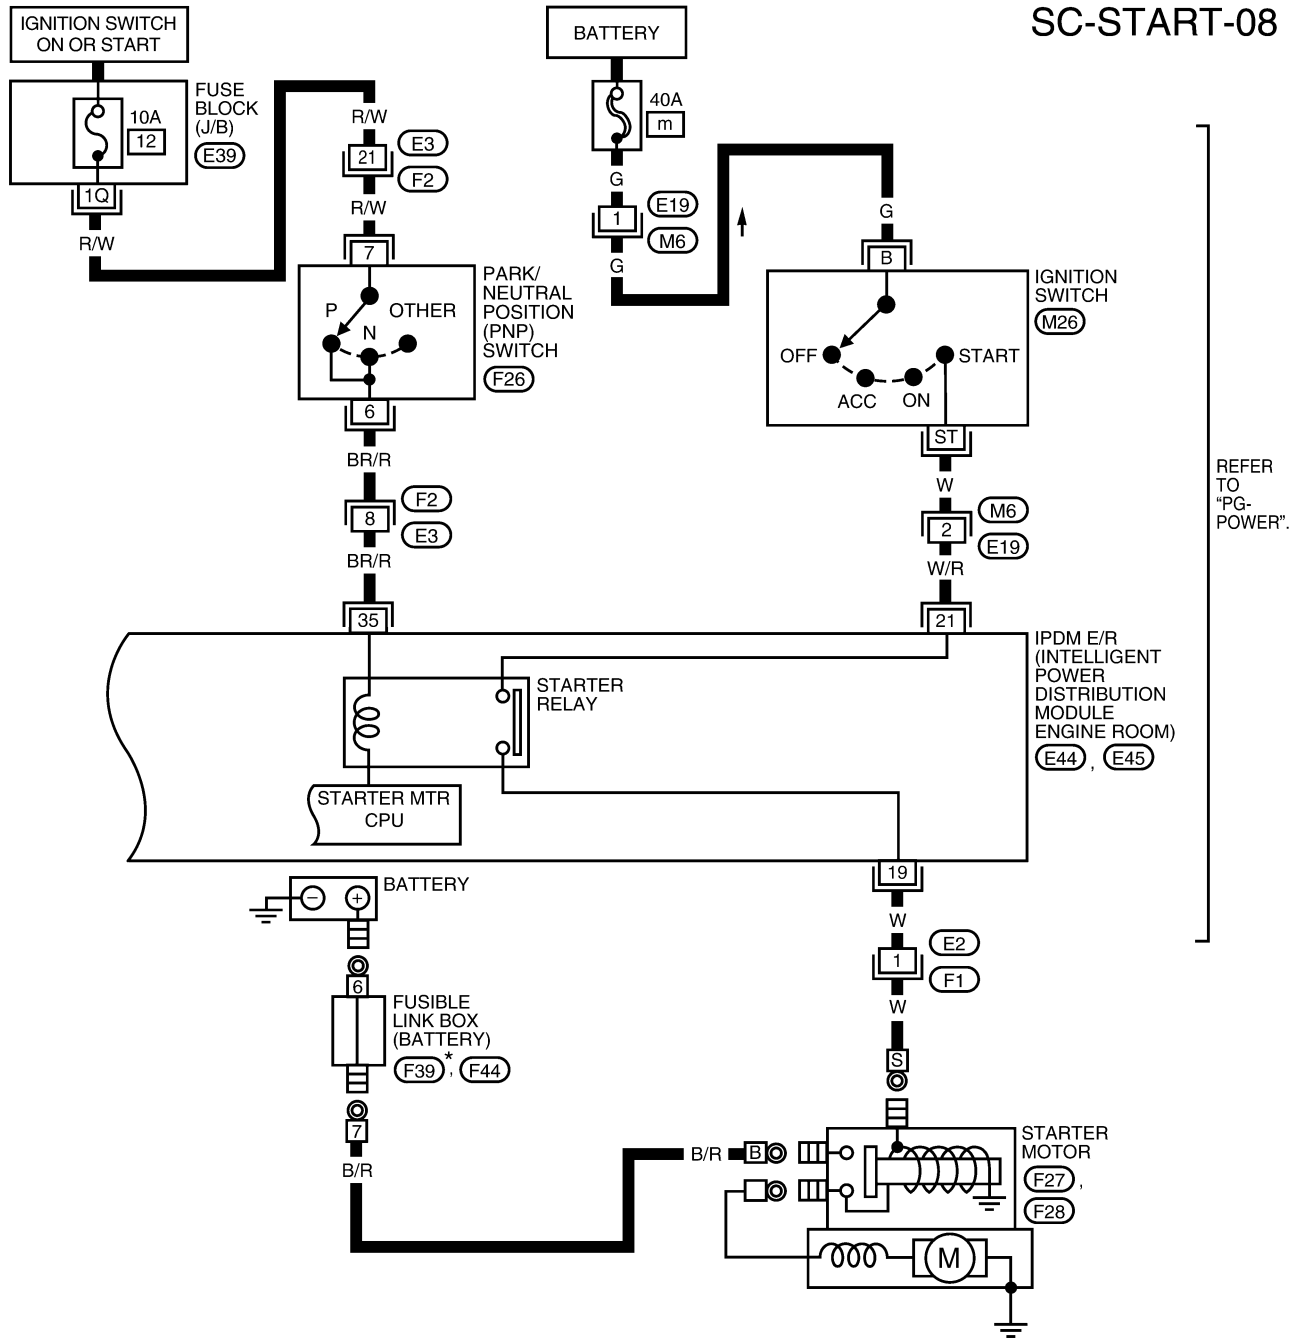 SC-START-08
IGNITION SWITCH
ON OR START
BATTERY
FUSE
BLOCK
(J/B)
E39
10A
12
1Q
R/W
R/W
21
E3
F2
R/W
7
PARK/
NEUTRAL
POSITION
(PNP)
SWITCH
F26
P
N
OTHER
6
BR/R
8
F2
E3
BR/R
35
40A
m
G
1
E19
M6
G
G
B
IGNITION
SWITCH
M26
OFF
ACC
ON
START
ST
W
2
M6
E19
W/R
21
REFER
TO
“PG-
POWER”.
IPDM E/R
(INTELLIGENT
POWER
DISTRIBUTION
MODULE
ENGINE ROOM)
E44 , E45
STARTER
RELAY
STARTER MTR
CPU
19
W
1
E2
F1
W
S
BATTERY
− +
6
FUSIBLE
LINK BOX
(BATTERY)
F39 * , F44
7
B/R
B/R
B
STARTER
MOTOR
F27 ,
F28
M